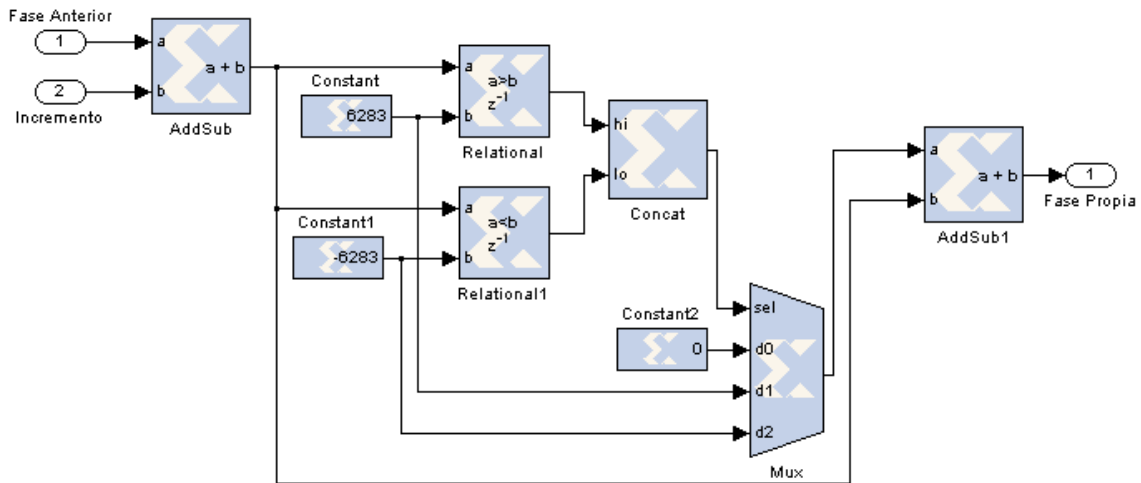 Fase Anterior
1
2
Incremento
a
b
a + b
AddSub
Constant
6283
Constant1
-6283
a
b
a>b
z-1
Relational
a
b
a<b
z-1
Relational1
hi
lo
Concat
Constant2
0
sel
d0
d1
d2
Mux
a
b
a + b
AddSub1
1
Fase Propia